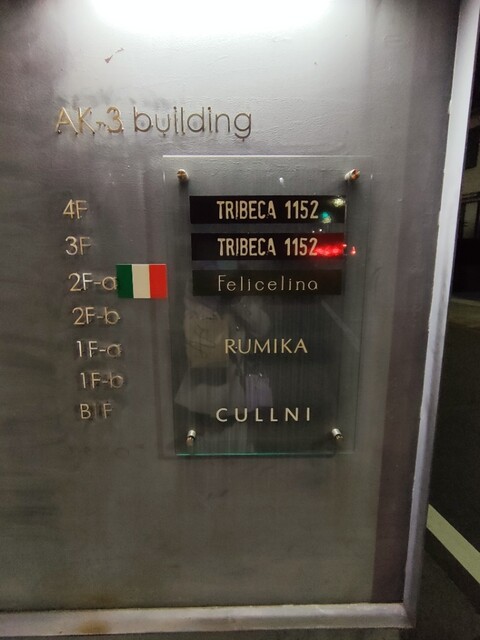 AK-3 building
4F TRIBECA 1152
3F TRIBECA 1152
2F-a Felicelina
2F-b
1F-a RUMIKA
1F-b
B1F CULLNI